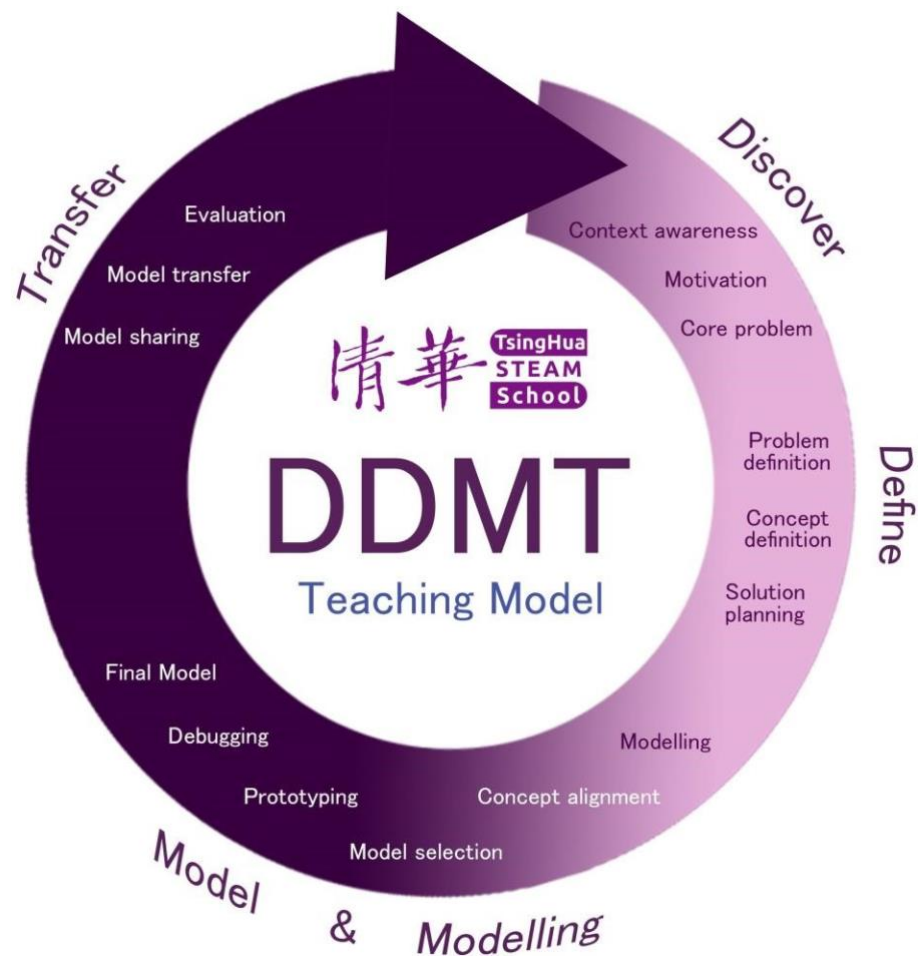 Discover
Context awareness
Motivation
Core problem
Define
Problem
definition
Concept
definition
Solution
planning
Model & Modelling
Modelling
Concept alignment
Model selection
Prototyping
Debugging
Final Model
Transfer
Model sharing
Model transfer
Evaluation
清華
TsingHua
STEAM
School
DDMT
Teaching Model